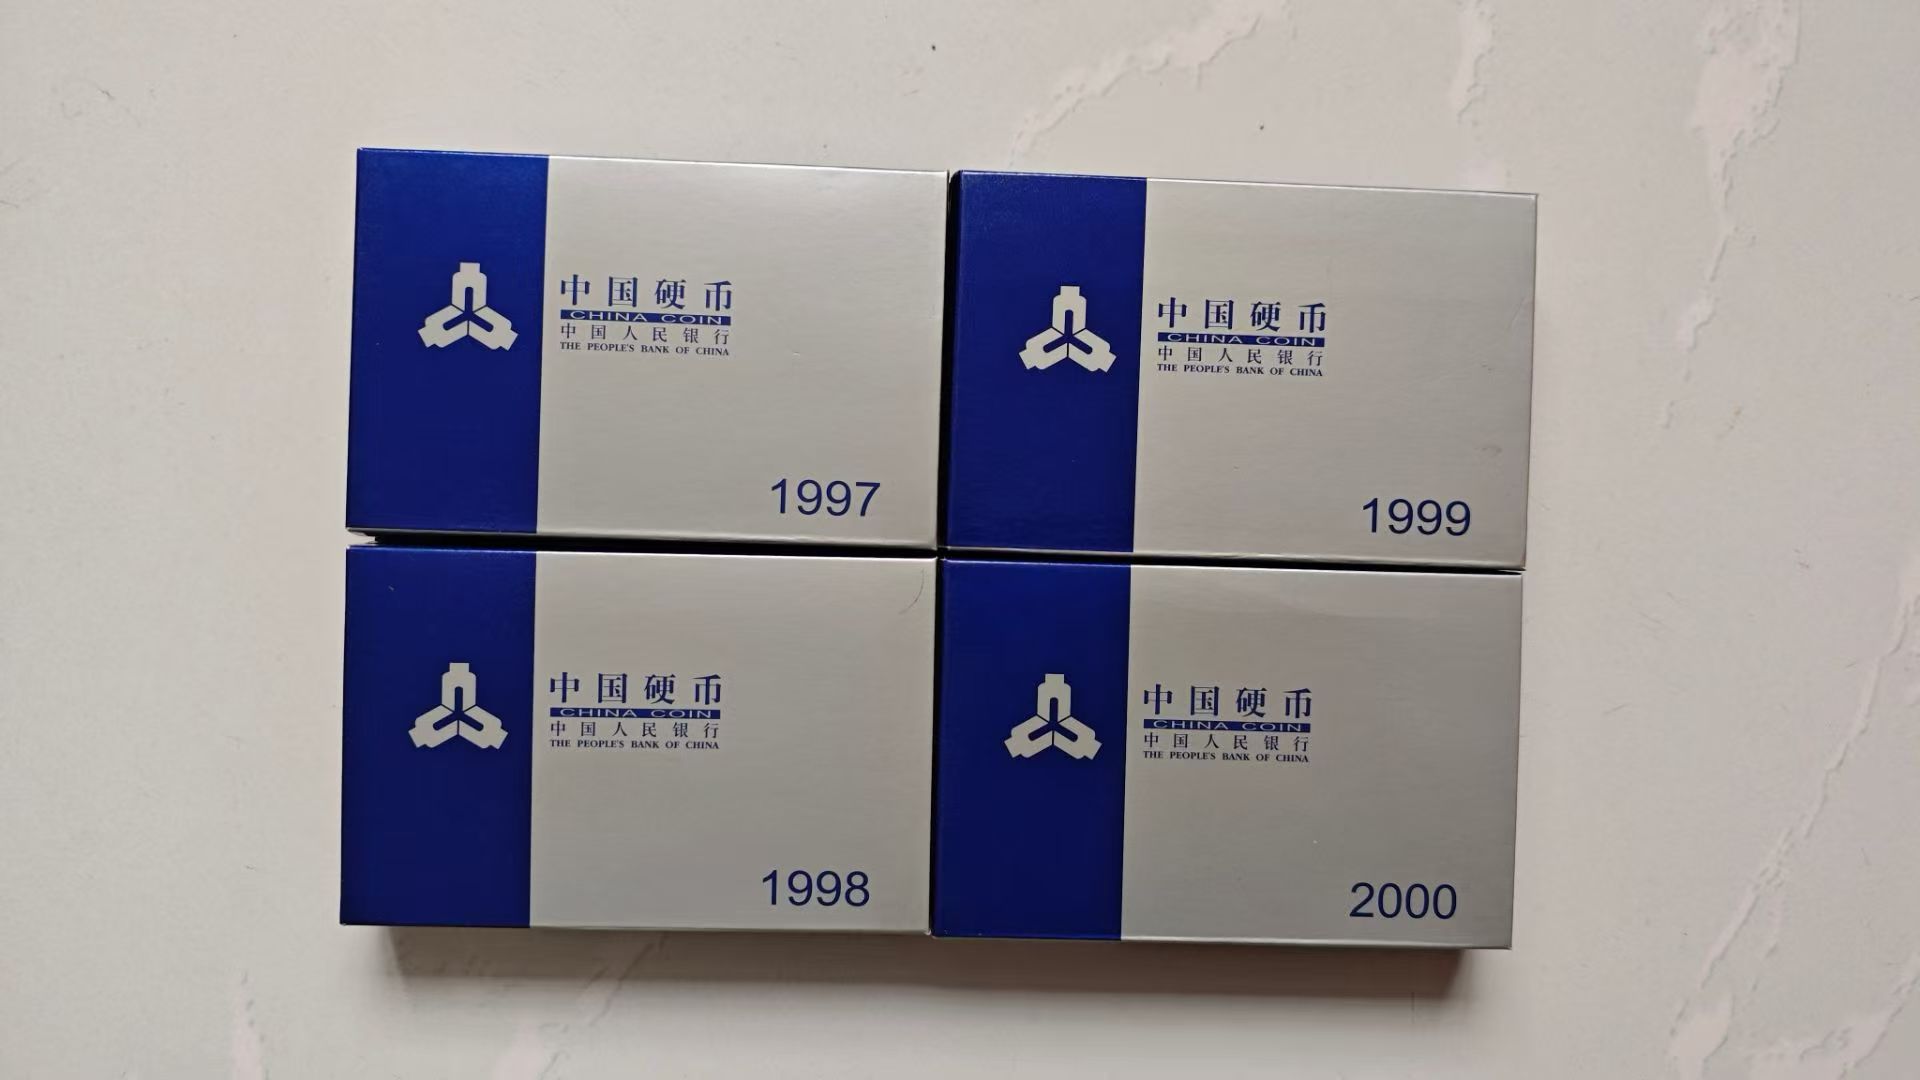 中国硬币
CHINA COIN
中国人民银行
THE PEOPLE'S BANK OF CHINA
1997
中国硬币
CHINA COIN
中国人民银行
THE PEOPLE'S BANK OF CHINA
1999
中国硬币
CHINA COIN
中国人民银行
THE PEOPLE'S BANK OF CHINA
1998
中国硬币
CHINA COIN
中国人民银行
THE PEOPLE'S BANK OF CHINA
2000